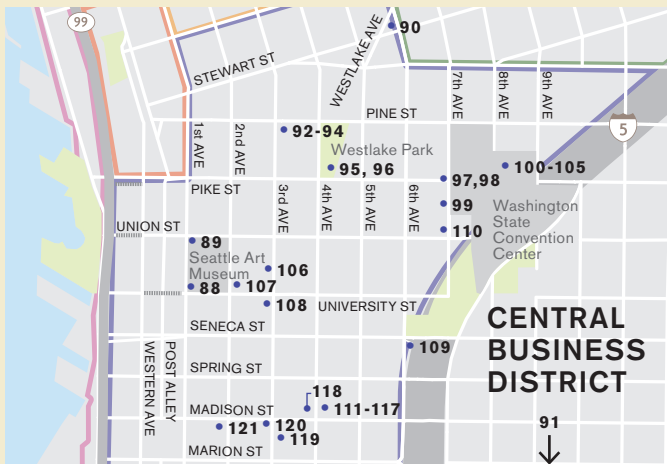 99
90
STEWART ST
WESTLAKE AVE
7th AVE
8th AVE
9th AVE
PINE ST
5
1st AVE
2nd AVE
92-94
Westlake Park
95, 96
100-105
97,98
PIKE ST
3rd AVE
4th AVE
5th AVE
6th AVE
99
Washington
State
Convention
Center
UNION ST
110
89
Seattle Art
Museum
106
88
107
108
UNIVERSITY ST
SENECA ST
CENTRAL
BUSINESS
DISTRICT
109
WESTERN AVE
POST ALLEY
SPRING ST
118
MADISON ST
111-117
91
121
120
119
MARION ST